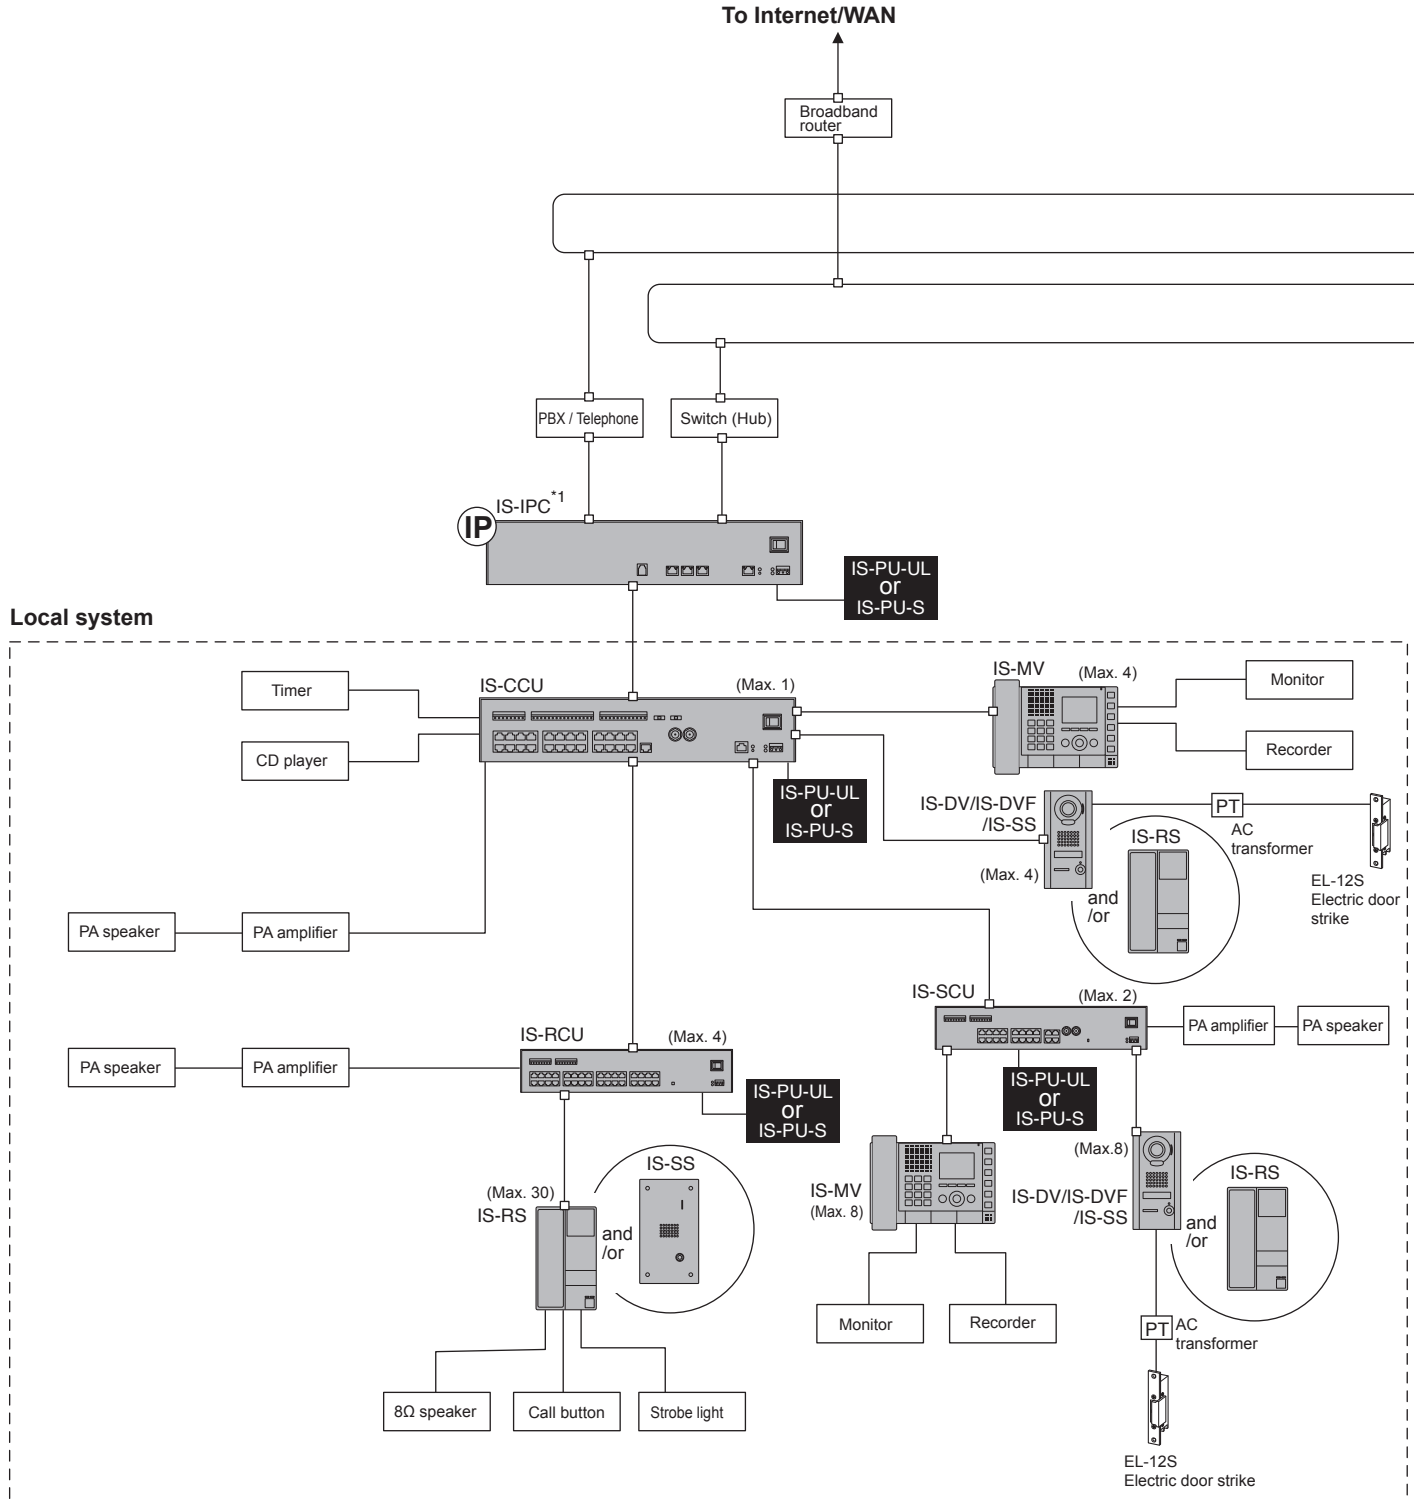 To Internet/WAN
Broadband
router
PBX / Telephone
Switch (Hub)
IS-IPC*1
IP
IS-PU-UL
or
IS-PU-S
Local system
Timer
CD player
IS-CCU
(Max. 1)
IS-PU-UL
or
IS-PU-S
IS-MV
(Max. 4)
Monitor
Recorder
IS-DV/IS-DVF
/IS-SS
(Max. 4)
PT
AC
transformer
IS-RS
and
/or
EL-12S
Electric door
strike
PA speaker
PA amplifier
IS-SCU
(Max. 2)
PA amplifier
PA speaker
IS-RCU
(Max. 4)
PA speaker
PA amplifier
IS-PU-UL
or
IS-PU-S
IS-PU-UL
or
IS-PU-S
IS-SS
(Max. 30)
IS-RS
and
/or
IS-MV
(Max. 8)
(Max.8)
IS-DV/IS-DVF
/IS-SS
IS-RS
and
/or
Monitor
Recorder
PT
AC
transformer
8Ω speaker
Call button
Strobe light
EL-12S
Electric door strike